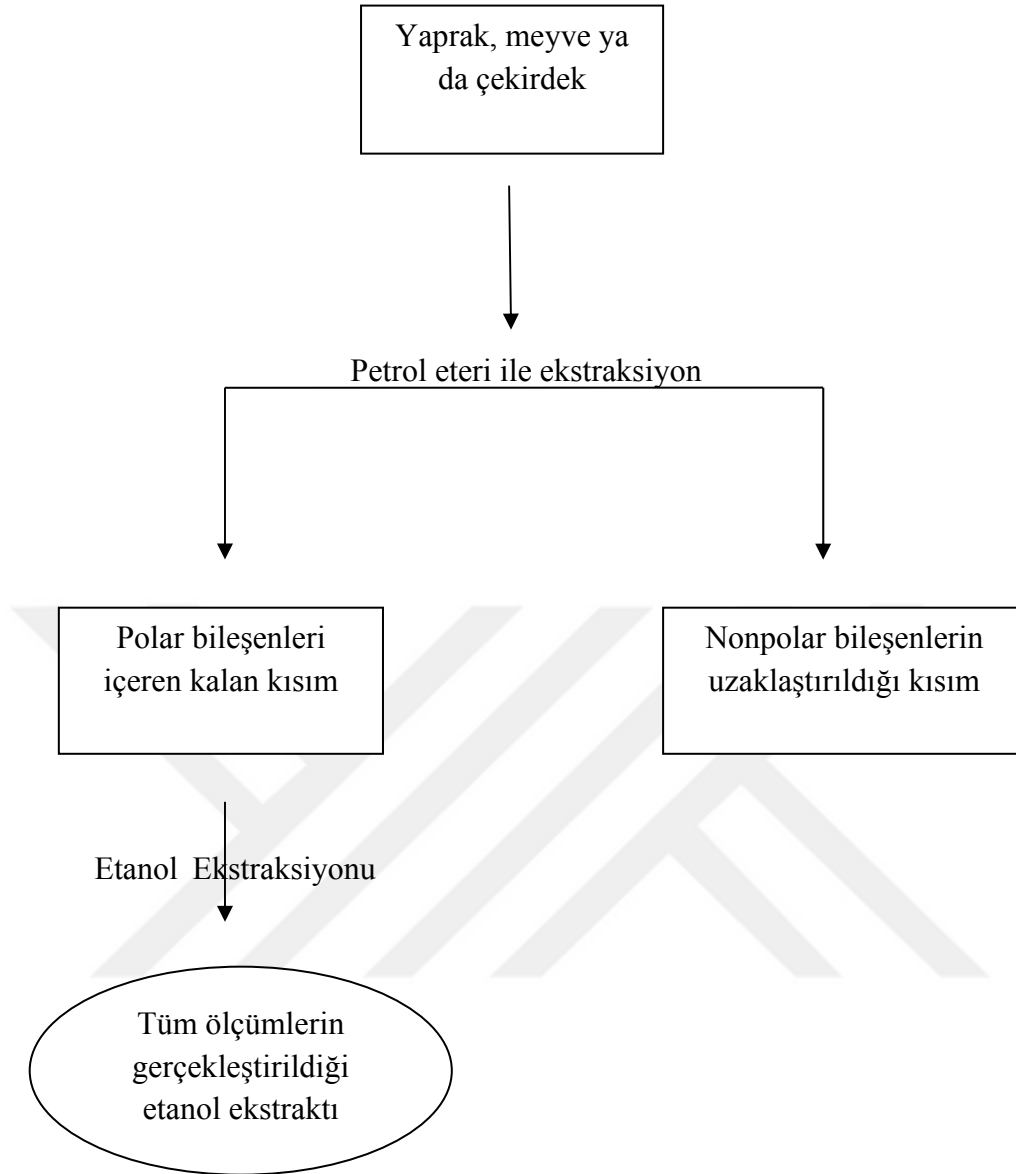 Yaprak, meyve ya
da çekirdek
Petrol eteri ile ekstraksiyon
Polar bileşenleri
içeren kalan kısım
Nonpolar bileşenlerin
uzaklaştırıldığı kısım
Etanol Ekstraksiyonu
Tüm ölçümlerin
gerçekleştirildiği
etanol ekstraktı